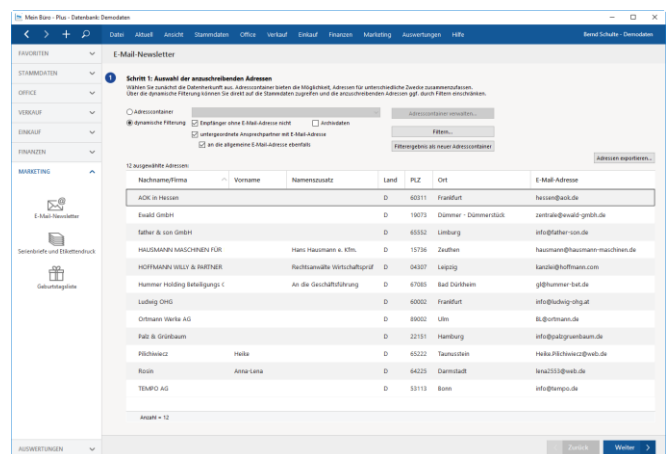 Mein Büro - Plus - Datenbank: Demodaten
Datei Aktuell Ansicht Stammdaten Office Verkauf Einkauf Finanzen Marketing Auswertungen Hilfe Bernd Schulte - Demodaten
FAVORITEN
STAMMDATEN
OFFICE
VERKAUF
EINKAUF
FINANZEN
MARKETING
E-Mail-Newsletter
Serienbriefe und Etikettendruck
Geburtstagsliste
AUSWERTUNGEN
E-Mail-Newsletter
1 Schritt 1: Auswahl der anzuschreibenden Adressen
Wählen Sie zunächst die Datenherkunft aus. Adresscontainer bieten die Möglichkeit, Adressen für unterschiedliche Zwecke zusammenzufassen.
Über die dynamische Filterung können Sie direkt auf die Stammdaten zugreifen und die anzuschreibenden Adressen ggf. durch Filtern einschränken.
Adresscontainer Adresscontainer verwalten...
dynamische Filterung Empfänger ohne E-Mail-Adresse nicht Archivdaten Filtern...
untergeordnete Ansprechpartner mit E-Mail-Adresse
an die allgemeine E-Mail-Adresse ebenfalls Filterergebnis als neuer Adresscontainer
Adressen exportieren...
12 ausgewählte Adressen:
Nachname/Firma Vorname Namenszusatz Land PLZ Ort E-Mail-Adresse
AOK in Hessen D 60311 Frankfurt hessen@aok.de
Ewald GmbH D 19073 Dümmer - Dümmerstück zentrale@ewald-gmbh.de
father & son GmbH D 65552 Limburg info@father-son.de
HAUSMANN MASCHINEN FÜR Hans Hausmann e. Kfm. D 15736 Zeuthen hausmann@hausmann-maschinen.de
HOFFMANN WILLY & PARTNER Rechtsanwälte Wirtschaftsprüf D 04307 Leipzig kanzlei@hoffmann.com
Hummer Holding Beteiligungs G An die Geschäftsführung D 67085 Bad Dürkheim gl@hummer-bet.de
Ludwig OHG D 60002 Frankfurt info@ludwig-ohg.at
Ortmann Werke AG D 89002 Ulm BL@ortmann.de
Palz & Grünbaum D 22151 Hamburg info@palzgruenbaum.de
Pilichiwiecz Heike D 65222 Taunusstein Heike.Pilichiwiecz@web.de
Rosin Anna-Lena D 64225 Darmstadt lena2553@web.de
TEMPO AG D 53113 Bonn info@tempo.de
Anzahl = 12
Zurück Weiter